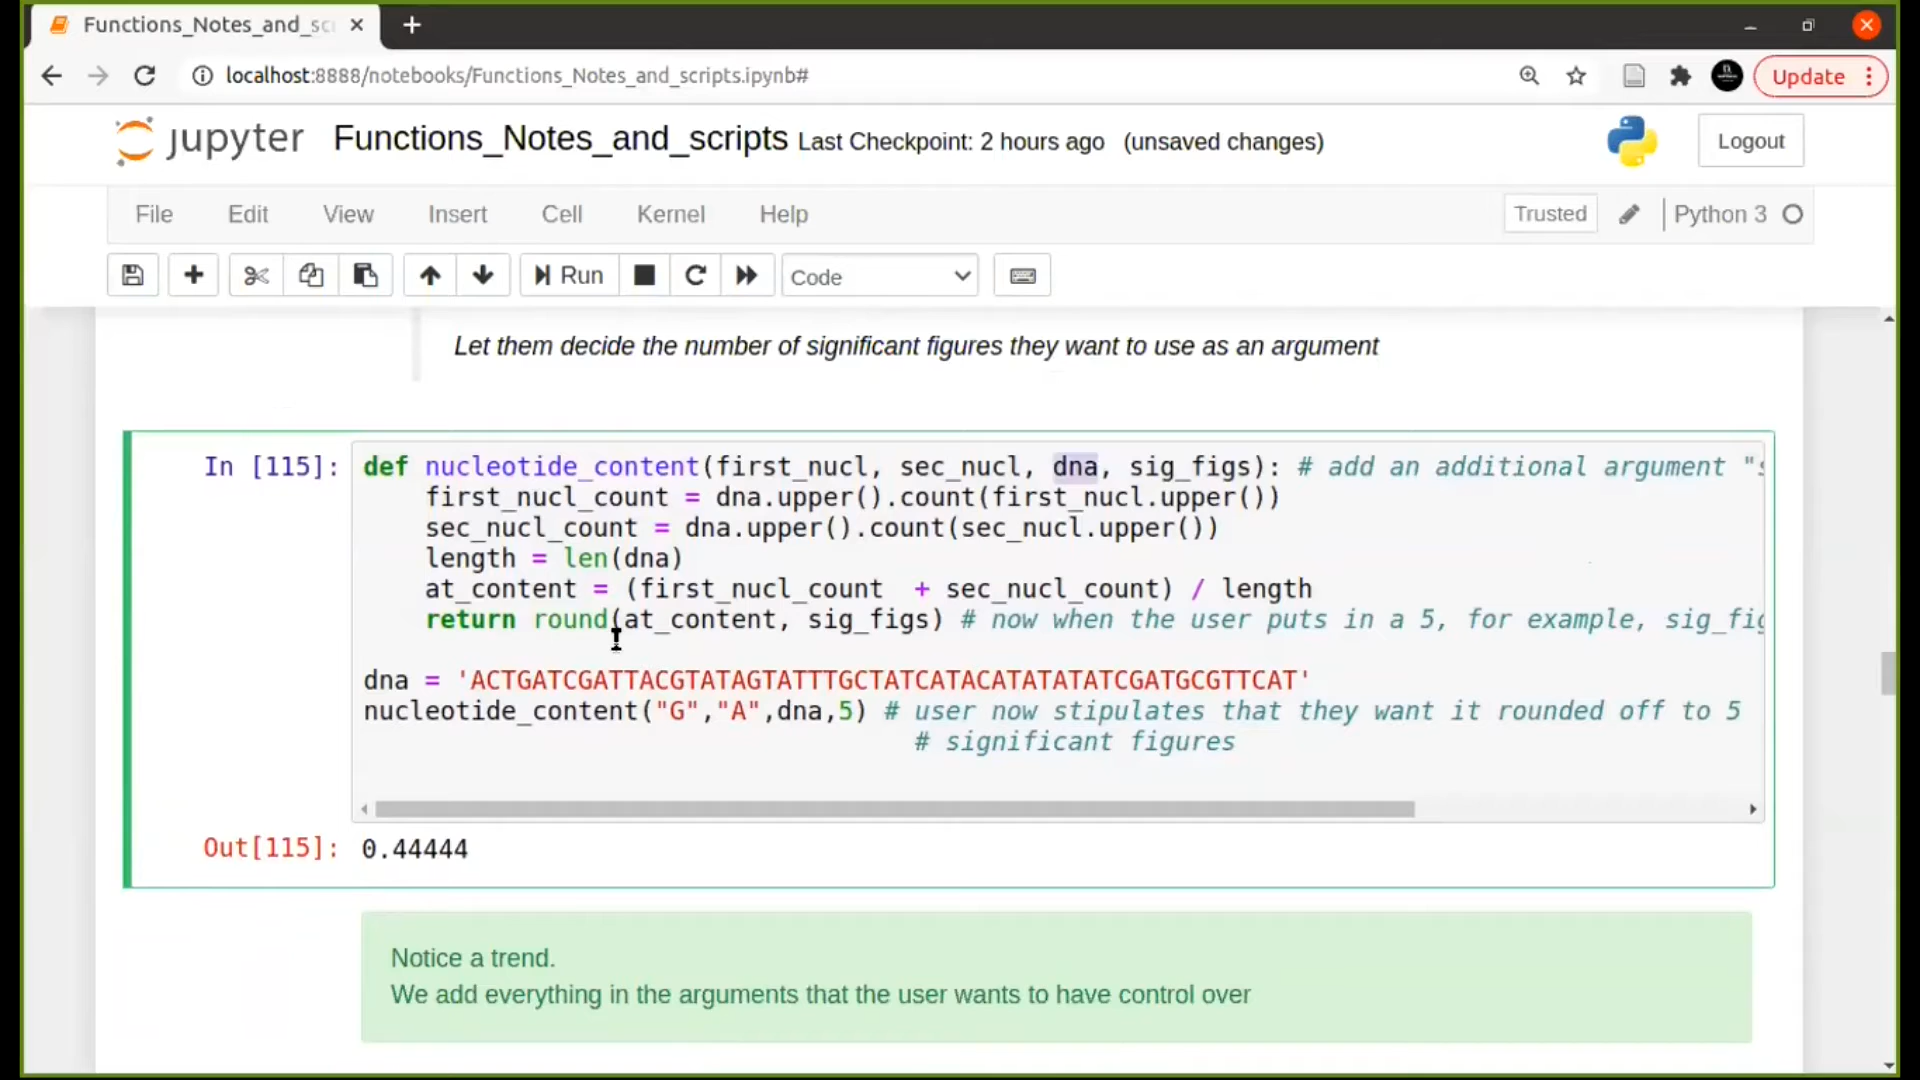 Functions_Notes_and_sc
localhost:8888/notebooks/Functions_Notes_and_scripts.ipynb#
Update
jupyter Functions_Notes_and_scripts Last Checkpoint: 2 hours ago (unsaved changes)
Logout
File Edit View Insert Cell Kernel Help
Trusted Python 3
Run Code
Let them decide the number of significant figures they want to use as an argument
In [115]: def nucleotide_content(first_nucl, sec_nucl, dna, sig_figs): # add an additional argument "
first_nucl_count = dna.upper().count(first_nucl.upper())
sec_nucl_count = dna.upper().count(sec_nucl.upper())
length = len(dna)
at_content = (first_nucl_count + sec_nucl_count) / length
return round(at_content, sig_figs) # now when the user puts in a 5, for example, sig_fig
dna = 'ACTGATCGATTACGTATAGTATTTGCTATCATACATATATATCGATGCGTTCAT'
nucleotide_content("G","A",dna,5) # user now stipulates that they want it rounded off to 5
# significant figures
Out[115]: 0.44444
Notice a trend.
We add everything in the arguments that the user wants to have control over